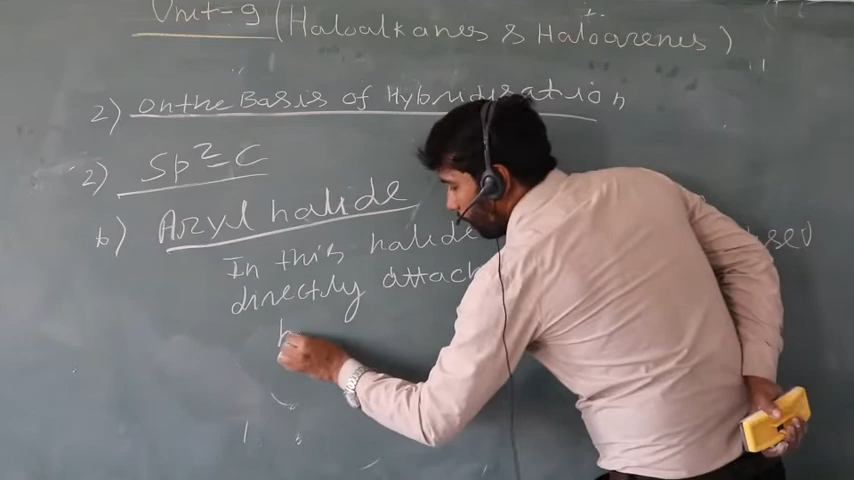 Unit-9 (Haloalkanes & Haloarenes)
2) On the Basis of Hybridisation
2) Sp²-C
b) Aryl halide
In this halide
directly attach